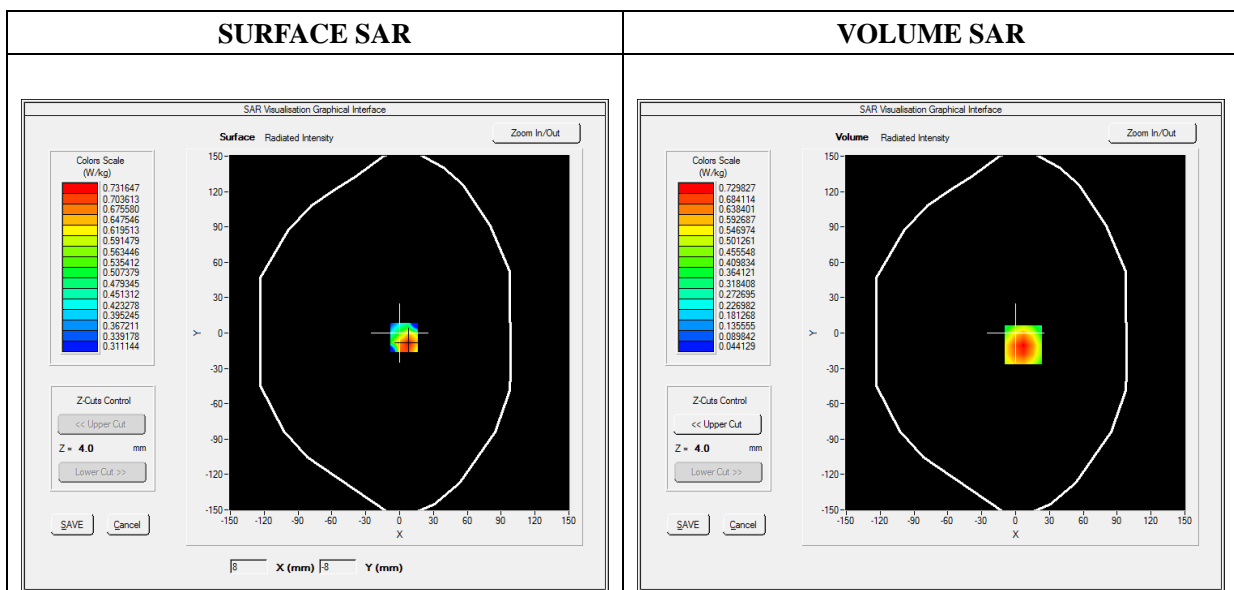 SURFACE SAR
VOLUME SAR
SAR Visualisation Graphical Interface
Surface Radiated Intensity
Zoom In/Out
Colors Scale
(W/kg)
0.731647
0.703613
0.675580
0.647546
0.619513
0.591479
0.563446
0.535412
0.507379
0.479345
0.451312
0.423278
0.395245
0.367211
0.339178
0.311144
Z-Cuts Control
<< Upper Cut
Z = 4.0 mm
Lower Cut >>
SAVE Cancel
150
120
90
60
30
0
-30
-60
-90
-120
-150
Y
-150 -120 -90 -60 -30 0 30 60 90 120 150
X
8 X (mm) -8 Y (mm)
SAR Visualisation Graphical Interface
Volume Radiated Intensity
Zoom In/Out
Colors Scale
(W/kg)
0.729827
0.684114
0.638401
0.592687
0.546974
0.501261
0.455548
0.409834
0.364121
0.318408
0.272695
0.226982
0.181268
0.135555
0.089842
0.044129
Z-Cuts Control
<< Upper Cut
Z = 4.0 mm
Lower Cut >>
SAVE Cancel
150
120
90
60
30
0
-30
-60
-90
-120
-150
Y
-150 -120 -90 -60 -30 0 30 60 90 120 150
X